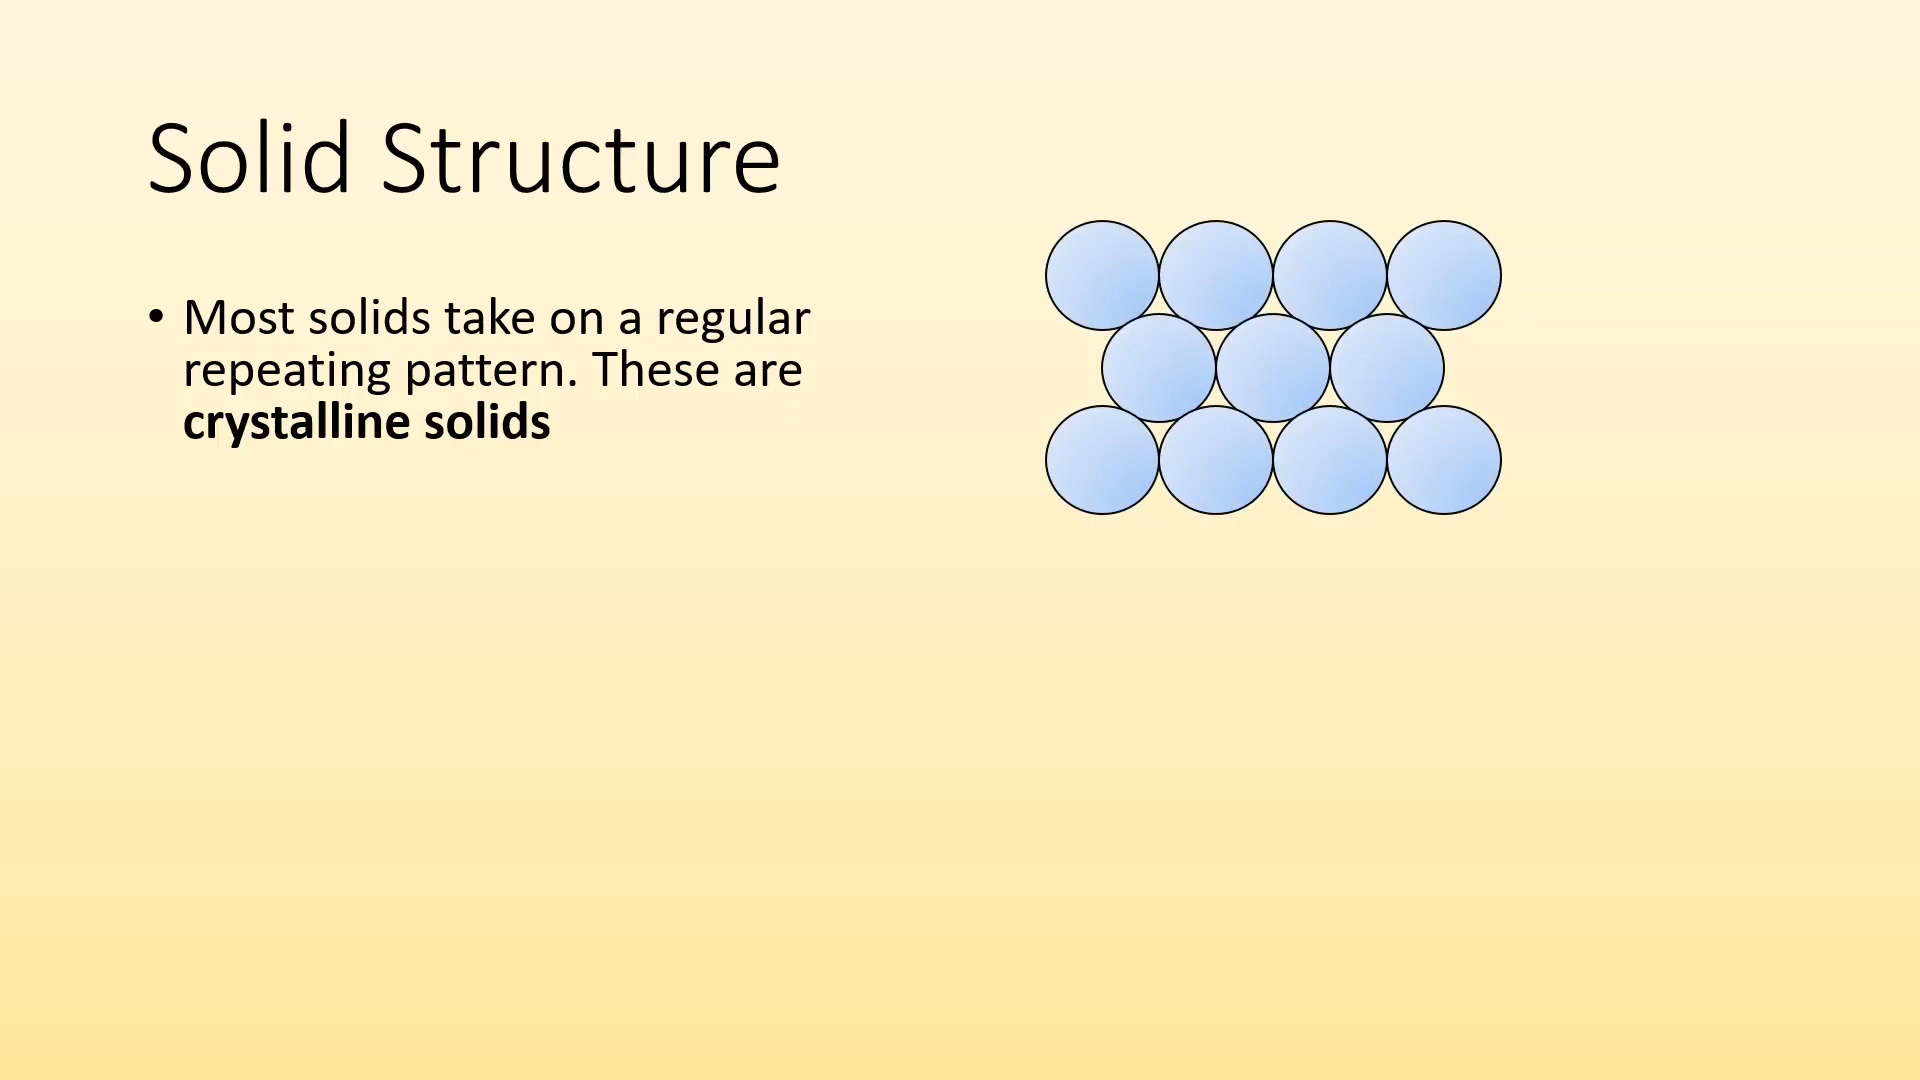 Solid Structure
• Most solids take on a regular
repeating pattern. These are
crystalline solids